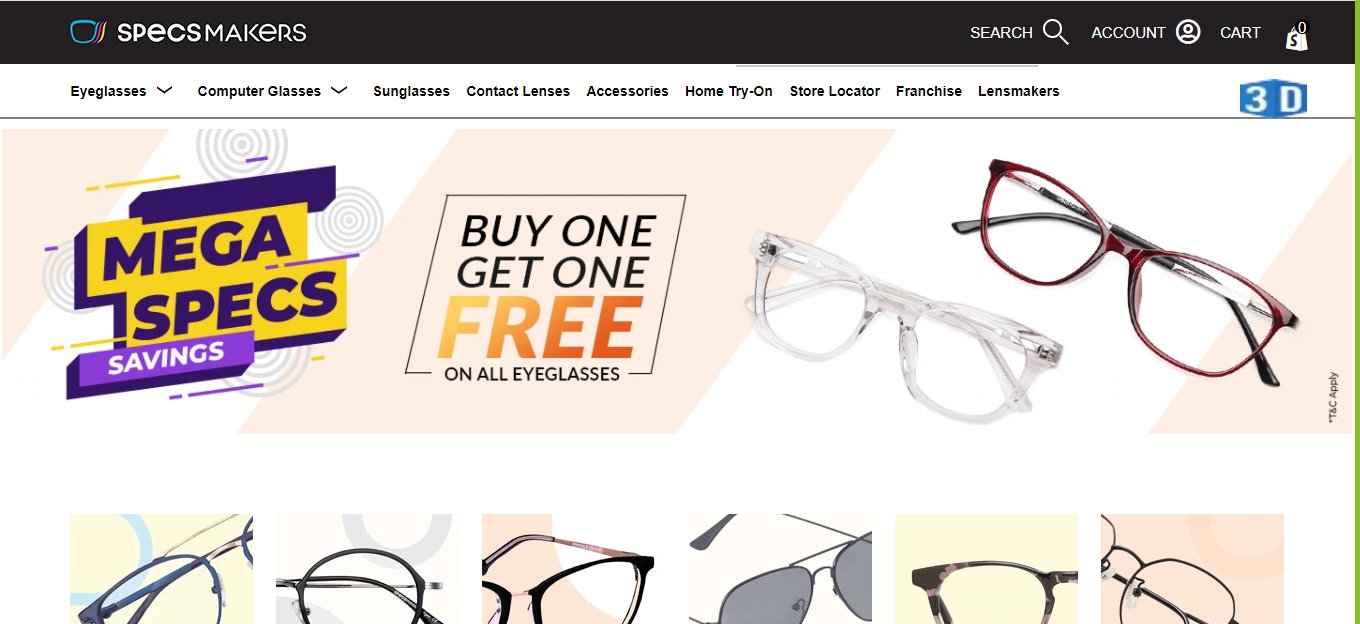 SPECSMAKERS
SEARCH ACCOUNT CART 0
Eyeglasses Computer Glasses Sunglasses Contact Lenses Accessories Home Try-On Store Locator Franchise Lensmakers
3D
MEGA
SPECS
SAVINGS
BUY ONE
GET ONE
FREE
ON ALL EYEGLASSES
*T&C Apply